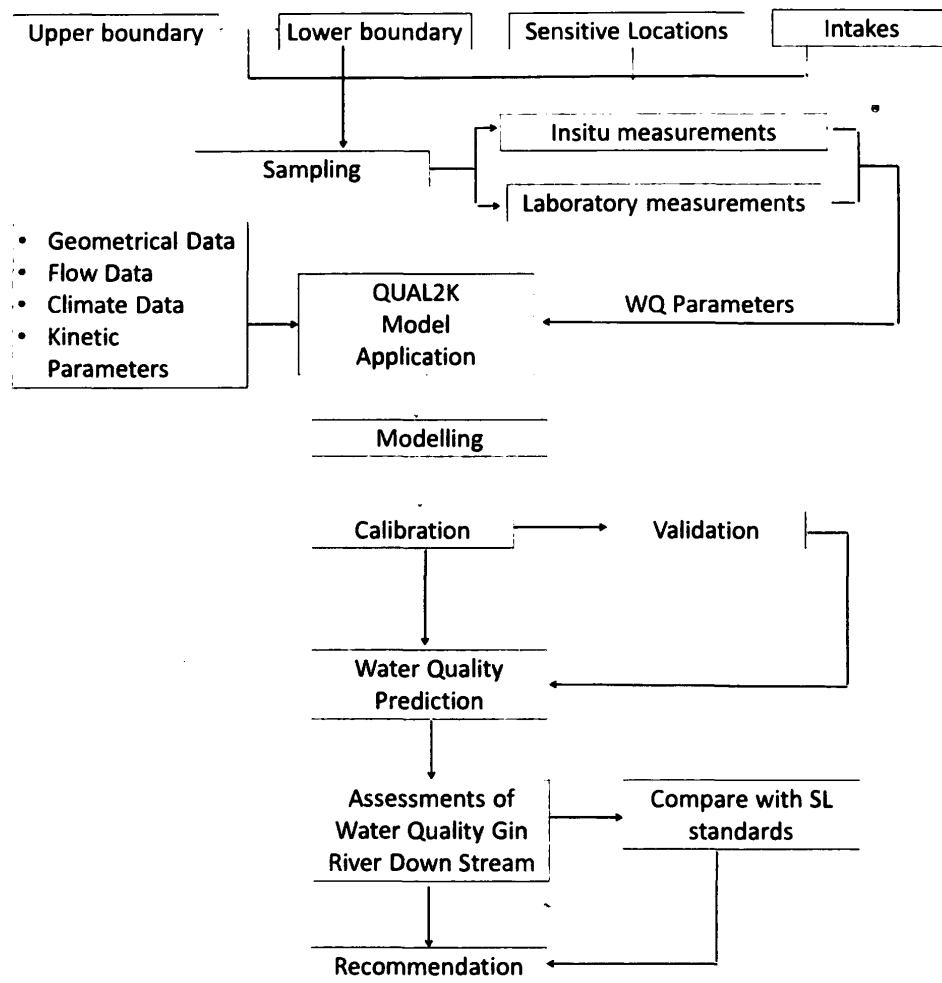 Upper boundary
Lower boundary
Sensitive Locations
Intakes
Insitu measurements
Sampling
Laboratory measurements
• Geometrical Data
• Flow Data
• Climate Data
• Kinetic
Parameters
QUAL2K
Model
Application
WQ Parameters
Modelling
Calibration
Validation
Water Quality
Prediction
Assessments of
Water Quality Gin
River Down Stream
Compare with SL
standards
Recommendation